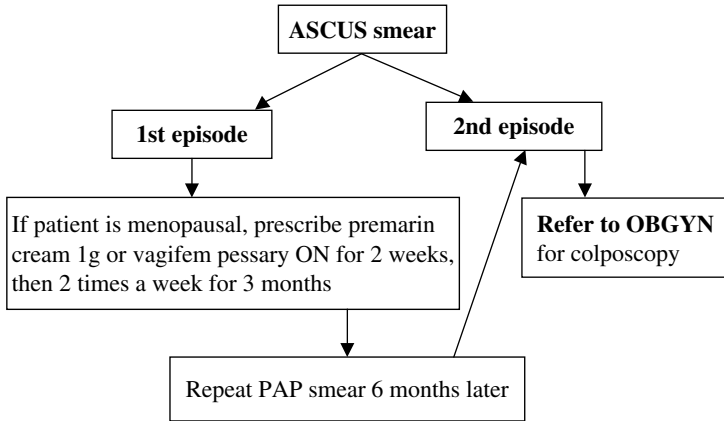 ASCUS smear
1st episode
2nd episode
If patient is menopausal, prescribe premarin
cream 1g or vagifem pessary ON for 2 weeks,
then 2 times a week for 3 months
Refer to OBGYN
for colposcopy
Repeat PAP smear 6 months later